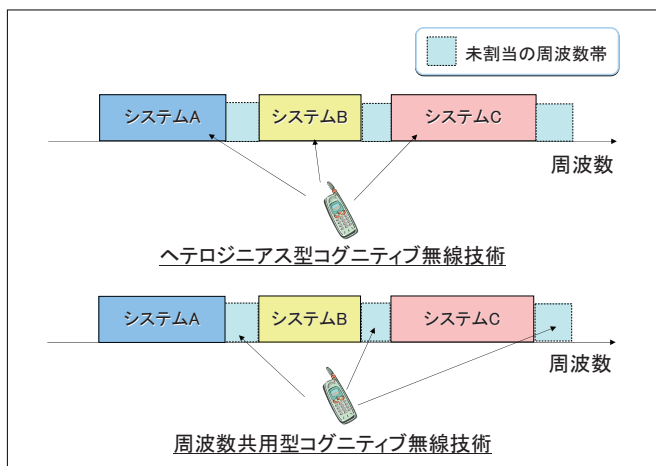 未割当の周波数帯
システムA
システムB
システムC
周波数
ヘテロジニアス型コグニティブ無線技術
システムA
システムB
システムC
周波数
周波数共用型コグニティブ無線技術